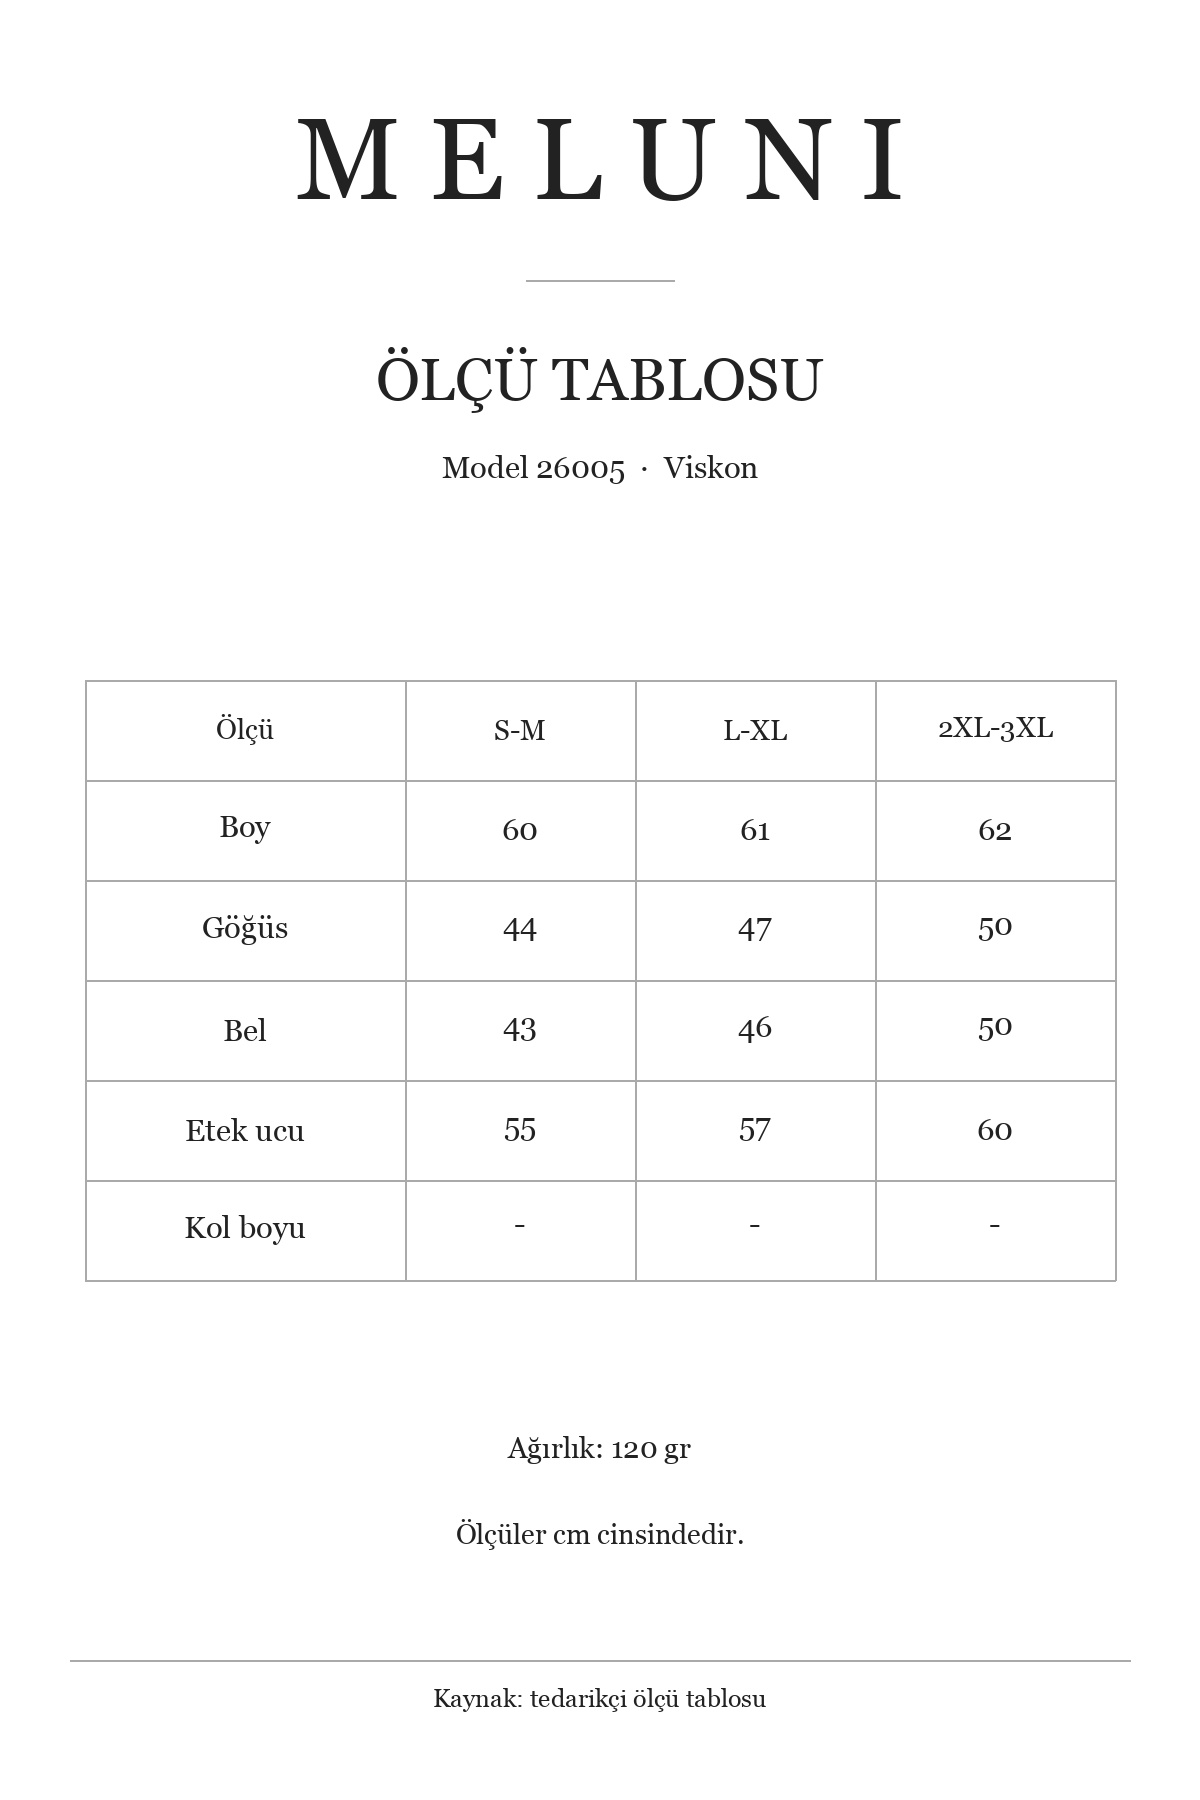 MELUNI
ÖLÇÜ TABLOSU
Model 26005 · Viskon
Ölçü S-M L-XL 2XL-3XL
Boy 60 61 62
Göğüs 44 47 50
Bel 43 46 50
Etek ucu 55 57 60
Kol boyu - - -
Ağırlık: 120 gr
Ölçüler cm cinsindedir.
Kaynak: tedarikçi ölçü tablosu